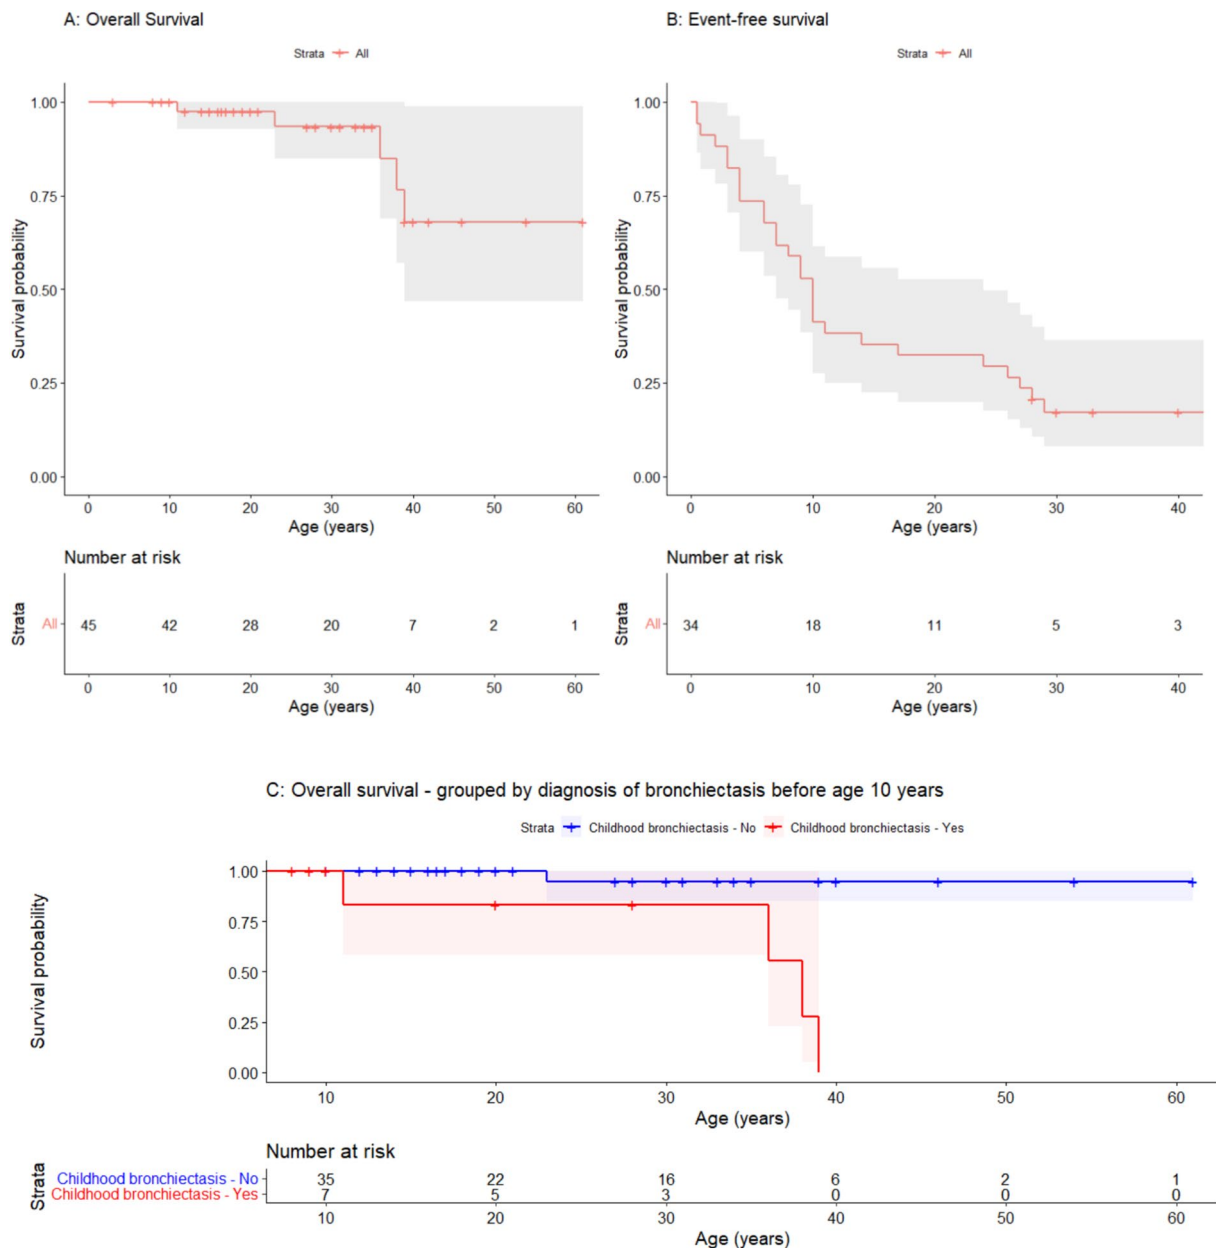 A: Overall Survival
Strata All
1.00
0.75
0.50
0.25
0.00
Survival probability
0 10 20 30 40 50 60
Age (years)
Number at risk
Strata
All 45 42 28 20 7 2 1
0 10 20 30 40 50 60
Age (years)
B: Event-free survival
Strata All
1.00
0.75
0.50
0.25
0.00
Survival probability
0 10 20 30 40
Age (years)
Number at risk
Strata
All 34 18 11 5 3
0 10 20 30 40
Age (years)
C: Overall survival - grouped by diagnosis of bronchiectasis before age 10 years
Strata Childhood bronchiectasis - No Childhood bronchiectasis - Yes
1.00
0.75
0.50
0.25
0.00
Survival probability
10 20 30 40 50 60
Age (years)
Number at risk
Strata
Childhood bronchiectasis - No 35 22 16 6 2 1
Childhood bronchiectasis - Yes 7 5 3 0 0 0
10 20 30 40 50 60
Age (years)